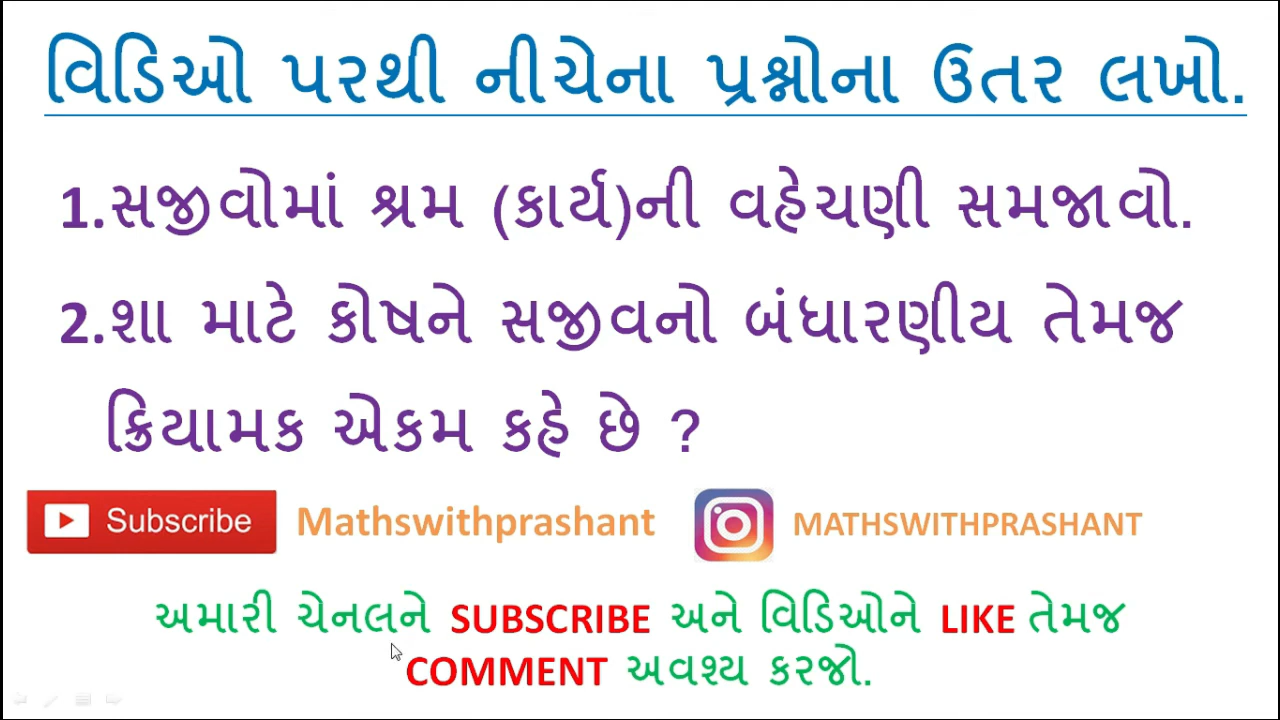 વિડિઓ પરથી નીચેના પ્રશ્નોના ઉતર લખો.
1.સજીવોમાં શ્રમ (કાર્ય)ની વહેચણી સમજાવો.
2.શા માટે કોષને સજીવનો બંધારણીય તેમજ
ક્રિયામક એકમ કહે છે ?
Subscribe Mathswithprashant MATHSWITHPRASHANT
અમારી ચેનલને SUBSCRIBE અને વિડિઓને LIKE તેમજ
COMMENT અવશ્ય કરજો.